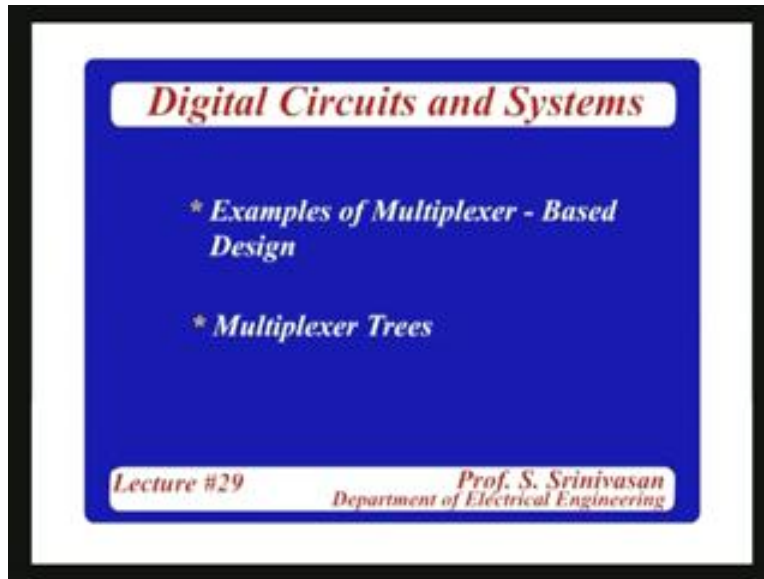 Digital Circuits and Systems
* Examples of Multiplexer - Based
Design
* Multiplexer Trees
Lecture #29
Prof. S. Srinivasan
Department of Electrical Engineering